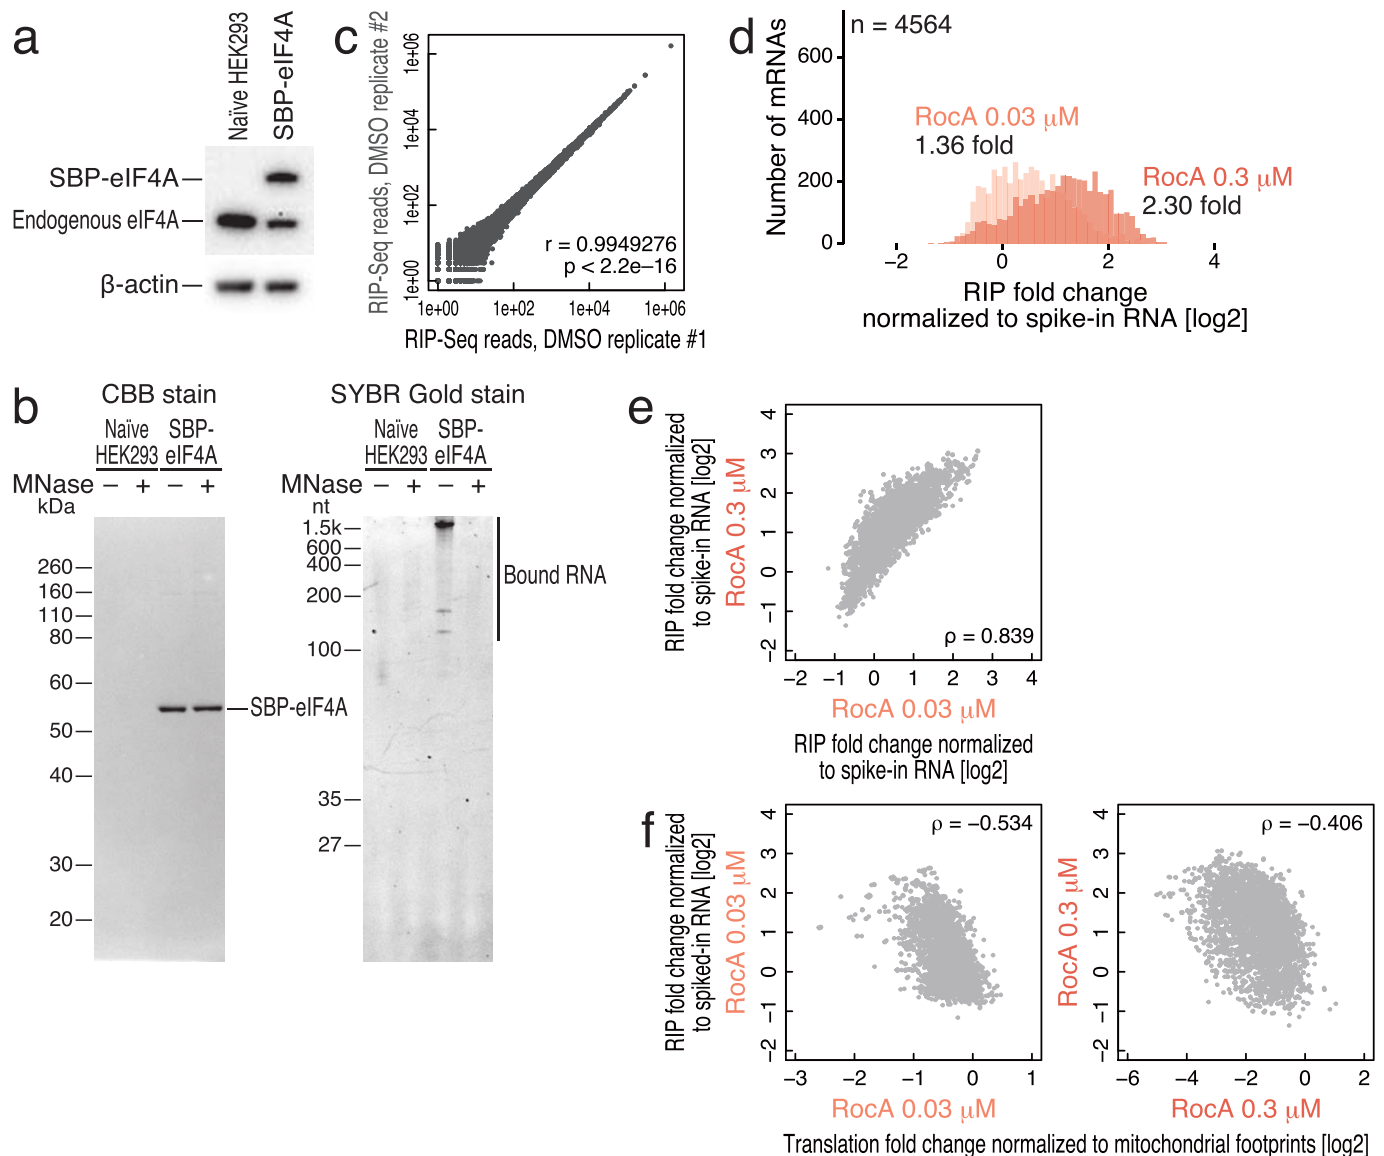 a
Naïve HEK293
SBP-eIF4A
SBP-eIF4A
Endogenous eIF4A
β-actin
c
RIP-Seq reads, DMSO replicate #2
1e+06
1e+04
1e+02
1e+00
r = 0.9949276
p < 2.2e−16
1e+00 1e+02 1e+04 1e+06
RIP-Seq reads, DMSO replicate #1
d
n = 4564
Number of mRNAs
600
400
200
0
RocA 0.03 μM
1.36 fold
RocA 0.3 μM
2.30 fold
−2 0 2 4
RIP fold change
normalized to spike-in RNA [log2]
b
CBB stain
Naïve HEK293
SBP-eIF4A
MNase − + − +
kDa
260
160
110
80
60
50
40
30
20
SBP-eIF4A
SYBR Gold stain
Naïve HEK293
SBP-eIF4A
MNase − + − +
nt
1.5k
600
400
200
100
35
27
Bound RNA
e
RIP fold change normalized
to spike-in RNA [log2]
RocA 0.3 μM
4
3
2
1
0
−1
−2
ρ = 0.839
−2 −1 0 1 2 3 4
RocA 0.03 μM
RIP fold change normalized
to spike-in RNA [log2]
f
RIP fold change normalized
to spiked-in RNA [log2]
RocA 0.03 μM
4
3
2
1
0
−1
−2
ρ = −0.534
−3 −2 −1 0 1
RocA 0.03 μM
RocA 0.3 μM
4
3
2
1
0
−1
−2
ρ = −0.406
−6 −4 −2 0 2
RocA 0.3 μM
Translation fold change normalized to mitochondrial footprints [log2]